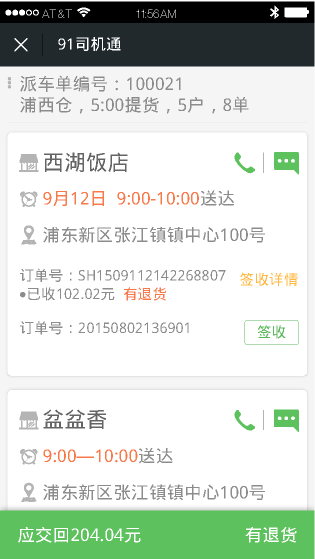 AT&T 11:56AM
91司机通
派车单编号：100021
浦西仓，5:00提货，5户，8单
西湖饭店
9月12日 9:00-10:00送达
浦东新区张江镇镇中心100号
订单号：SH1509112142268807
签收详情
●已收102.02元 有退货
订单号：20150802136901
签收
盆盆香
9:00—10:00送达
浦东新区张江镇镇中心100号
应交回204.04元 有退货